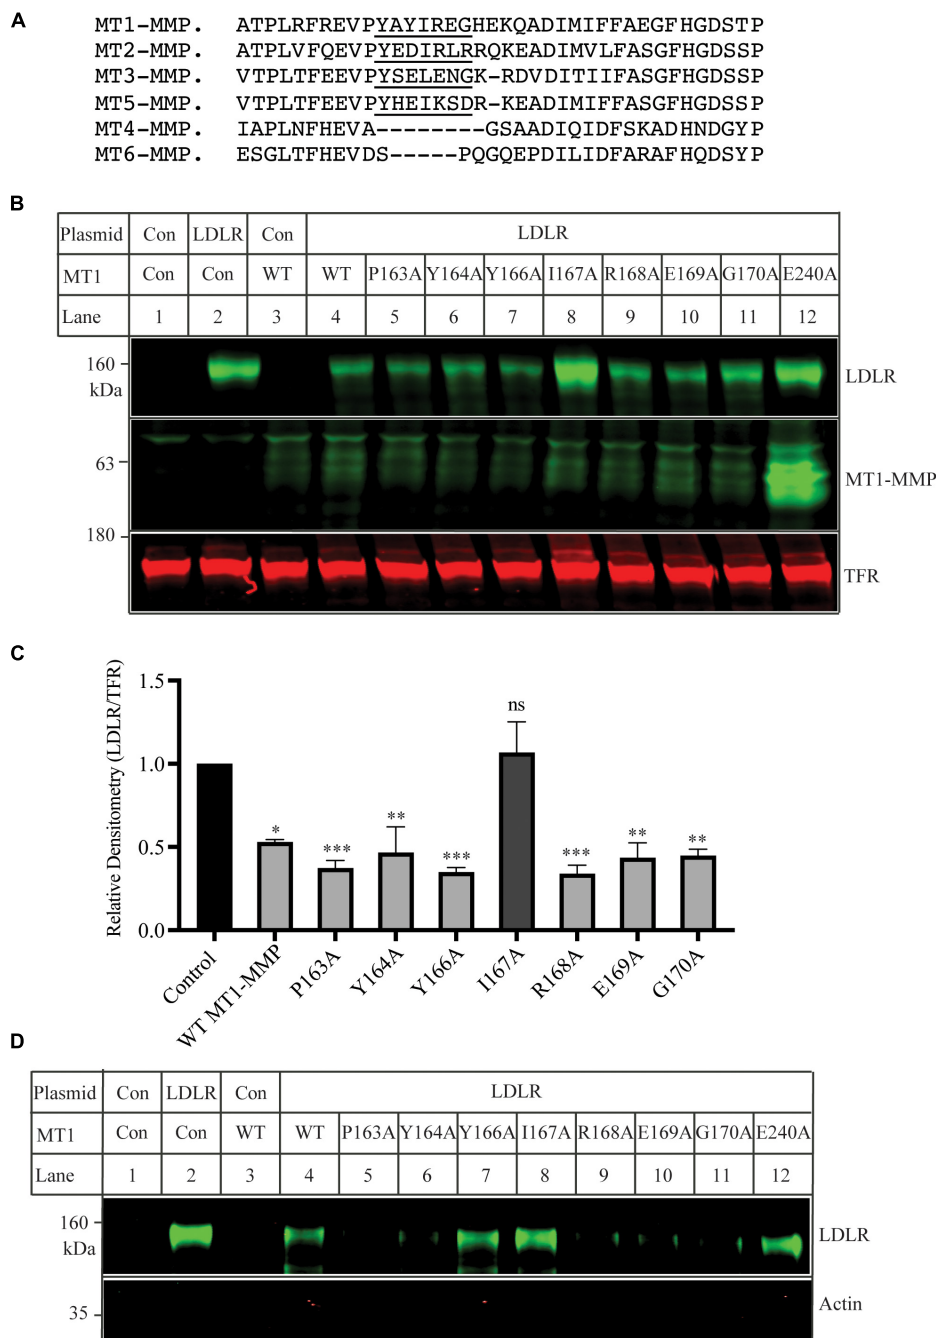 A
MT1-MMP. ATPLRFREVPYAYIREGHEKQADIMIFFAEGFHGDSTP
MT2-MMP. ATPLVFQEVPYEDIRLRRQKEADIMVLFASGFHGDSSP
MT3-MMP. VTPLTFEEVPYSELENGK-RDVDITIIFASGFHGDSSP
MT5-MMP. VTPLTFEEVPYHEIKSDR-KEADIMIFFASGFHGDSSP
MT4-MMP. IAPLNFHEVA--------GSAADIQIDFSKADHNDGYP
MT6-MMP. ESGLTFHEVDS-----PQGQEPDILIDFARAFHQDSYP
B
Plasmid Con LDLR Con LDLR
MT1 Con Con WT WT P163A Y164A Y166A I167A R168A E169A G170A E240A
Lane 1 2 3 4 5 6 7 8 9 10 11 12
160
kDa
LDLR
63
MT1-MMP
180
TFR
C
Relative Densitometry (LDLR/TFR)
1.5
1.0
0.5
0.0
* *** ** *** ns *** ** **
Control WT MT1-MMP P163A Y164A Y166A I167A R168A E169A G170A
D
Plasmid Con LDLR Con LDLR
MT1 Con Con WT WT P163A Y164A Y166A I167A R168A E169A G170A E240A
Lane 1 2 3 4 5 6 7 8 9 10 11 12
160
kDa
LDLR
35
Actin